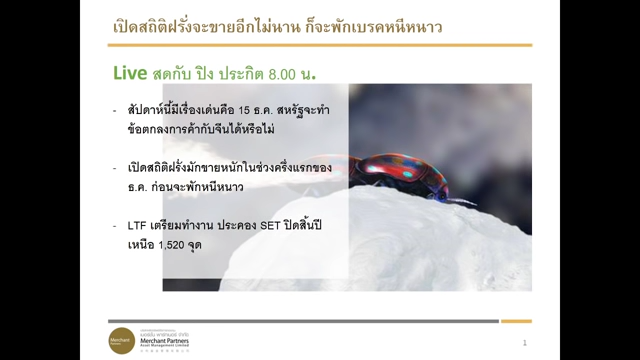 เปิดสถิติฝรั่งจะขายอีกไม่นาน ก็จะพักเบรคหนีหนาว
Live สดกับ ปิง ประกิต 8.00 น.
- สัปดาห์นี้มีเรื่องเด่นคือ 15 ธ.ค. สหรัฐจะทำ
ข้อตกลงการค้ากับจีนได้หรือไม่
- เปิดสถิติฝรั่งมักขายหนักในช่วงครึ่งแรกของ
ธ.ค. ก่อนจะพักหนีหนาว
- LTF เตรียมทำงาน ประคอง SET ปิดสิ้นปี
เหนือ 1,520 จุด
Merchant
Partners
Merchant Partners
Asset Management Limited
1